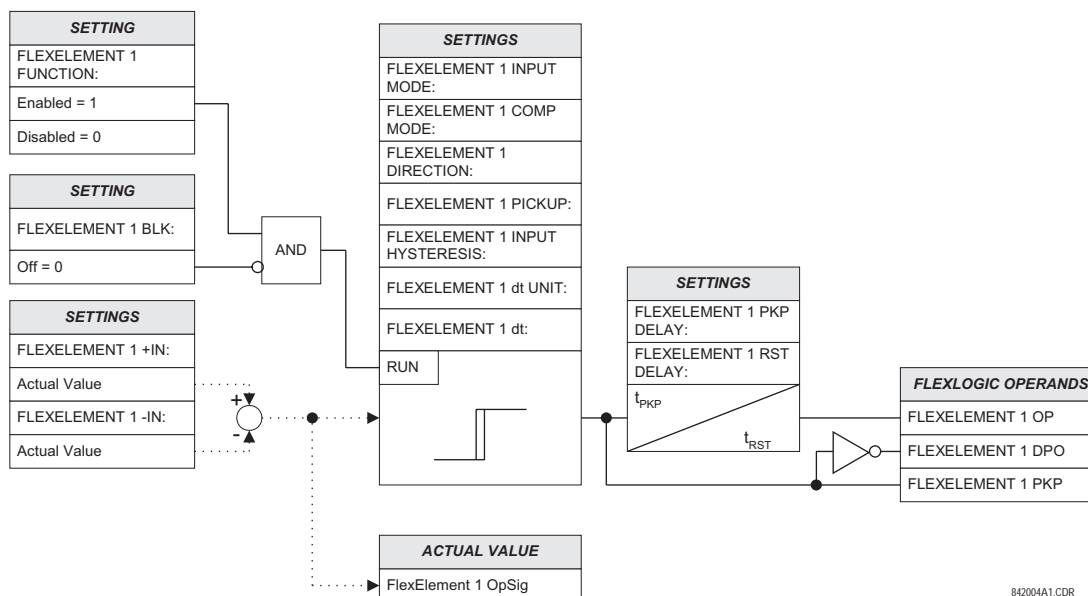 SETTING
FLEXELEMENT 1
FUNCTION:
Enabled = 1
Disabled = 0
SETTING
FLEXELEMENT 1 BLK:
Off = 0
SETTINGS
FLEXELEMENT 1 +IN:
Actual Value
FLEXELEMENT 1 -IN:
Actual Value
AND
+
-
SETTINGS
FLEXELEMENT 1 INPUT
MODE:
FLEXELEMENT 1 COMP
MODE:
FLEXELEMENT 1
DIRECTION:
FLEXELEMENT 1 PICKUP:
FLEXELEMENT 1 INPUT
HYSTERESIS:
FLEXELEMENT 1 dt UNIT:
FLEXELEMENT 1 dt:
RUN
ACTUAL VALUE
FlexElement 1 OpSig
SETTINGS
FLEXELEMENT 1 PKP
DELAY:
FLEXELEMENT 1 RST
DELAY:
tPKP
tRST
FLEXLOGIC OPERANDS
FLEXELEMENT 1 OP
FLEXELEMENT 1 DPO
FLEXELEMENT 1 PKP
842004A1.CDR